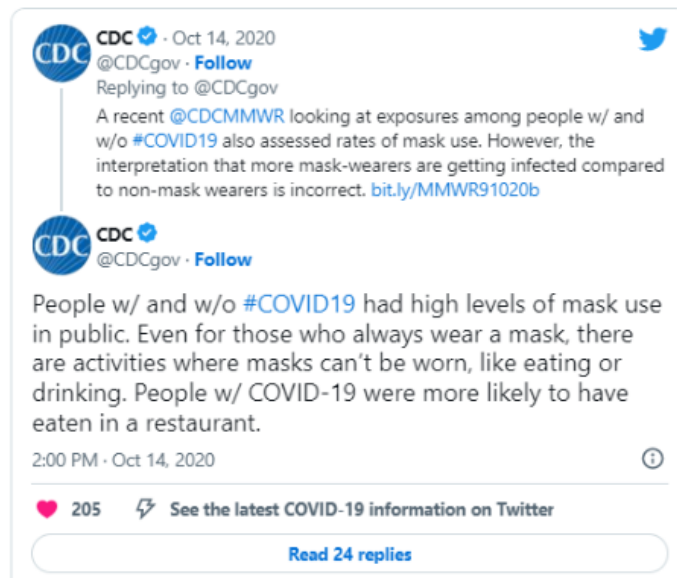 CDC
CDC · Oct 14, 2020
@CDCgov · Follow
Replying to @CDCgov
A recent @CDCMMWR looking at exposures among people w/ and
w/o #COVID19 also assessed rates of mask use. However, the
interpretation that more mask-wearers are getting infected compared
to non-mask wearers is incorrect. bit.ly/MMWR91020b
CDC
CDC
@CDCgov · Follow
People w/ and w/o #COVID19 had high levels of mask use
in public. Even for those who always wear a mask, there
are activities where masks can't be worn, like eating or
drinking. People w/ COVID-19 were more likely to have
eaten in a restaurant.
2:00 PM · Oct 14, 2020
205 See the latest COVID-19 information on Twitter
Read 24 replies